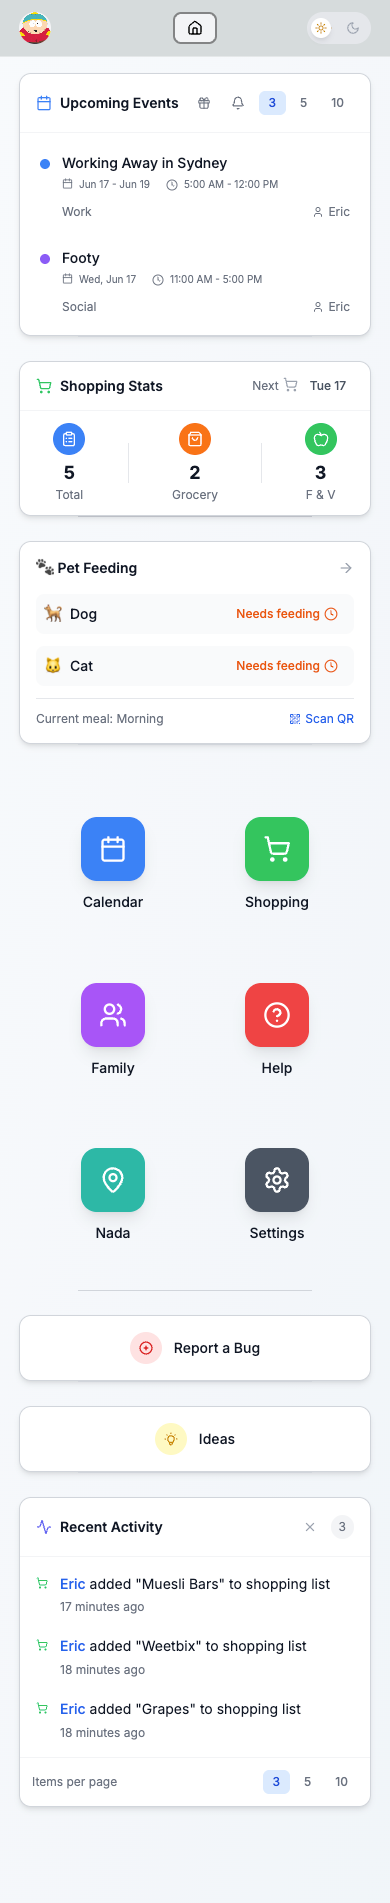 Upcoming Events 3 5 10
Working Away in Sydney
Jun 17 - Jun 19 5:00 AM - 12:00 PM
Work Eric
Footy
Wed, Jun 17 11:00 AM - 5:00 PM
Social Eric
Shopping Stats Next Tue 17
5 2 3
Total Grocery F & V
Pet Feeding
Dog Needs feeding
Cat Needs feeding
Current meal: Morning Scan QR
Calendar Shopping
Family Help
Nada Settings
Report a Bug
Ideas
Recent Activity 3
Eric added "Muesli Bars" to shopping list
17 minutes ago
Eric added "Weetbix" to shopping list
18 minutes ago
Eric added "Grapes" to shopping list
18 minutes ago
Items per page 3 5 10